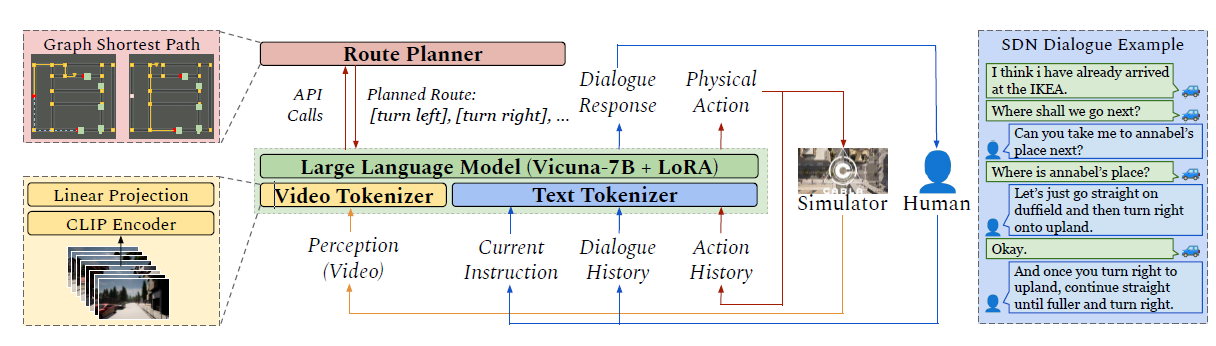 Graph Shortest Path
Route Planner
API
Calls
Planned Route:
[turn left], [turn right], ...
Dialogue
Response
Physical
Action
Large Language Model (Vicuna-7B + LoRA)
Video Tokenizer
Text Tokenizer
Linear Projection
CLIP Encoder
Perception
(Video)
Current
Instruction
Dialogue
History
Action
History
CARLA
Simulator
Human
SDN Dialogue Example
I think i have already arrived
at the IKEA.
Where shall we go next?
Can you take me to annabel's
place next?
Where is annabel's place?
Let's just go straight on
duffield and then turn right
onto upland.
Okay.
And once you turn right to
upland, continue straight
until fuller and turn right.